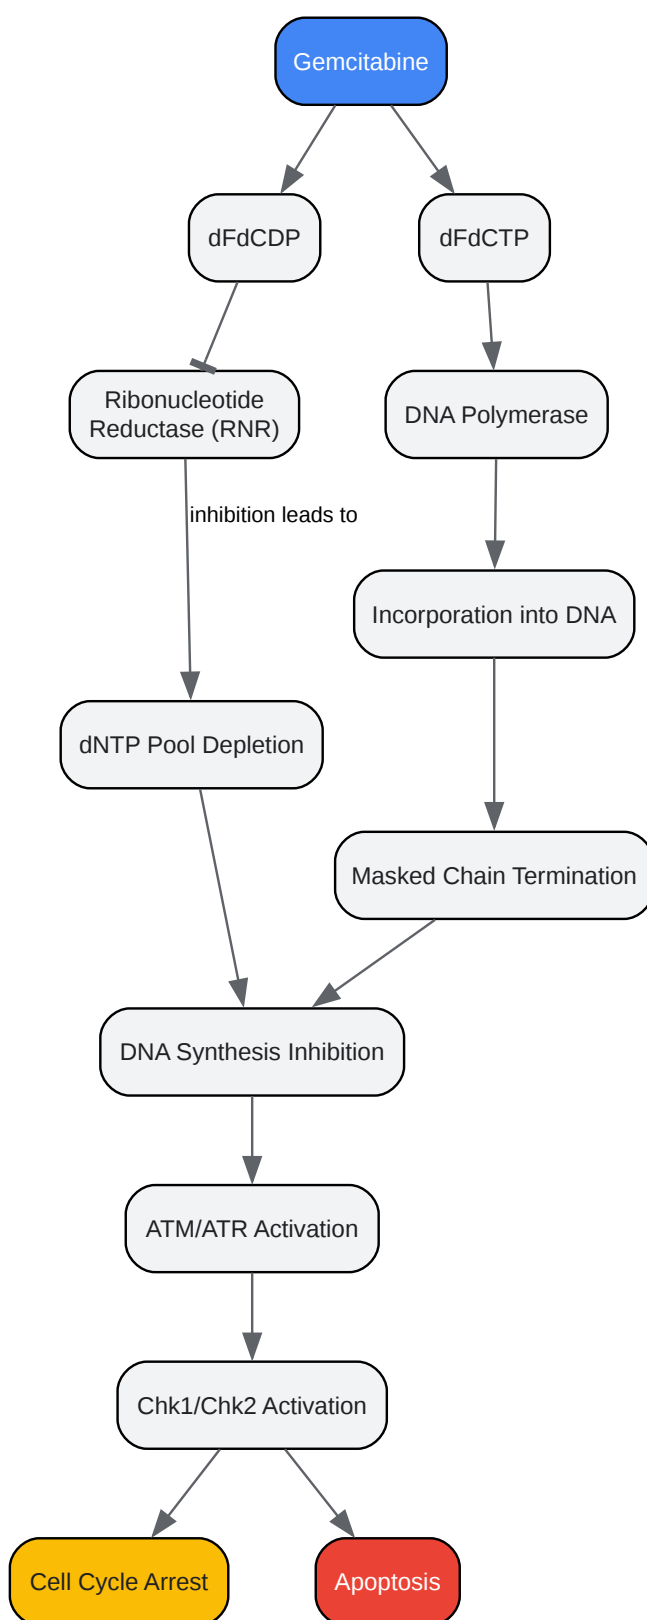 Gemcitabine
dFdCDP
dFdCTP
Ribonucleotide
Reductase (RNR)
DNA Polymerase
inhibition leads to
Incorporation into DNA
dNTP Pool Depletion
Masked Chain Termination
DNA Synthesis Inhibition
ATM/ATR Activation
Chk1/Chk2 Activation
Cell Cycle Arrest
Apoptosis